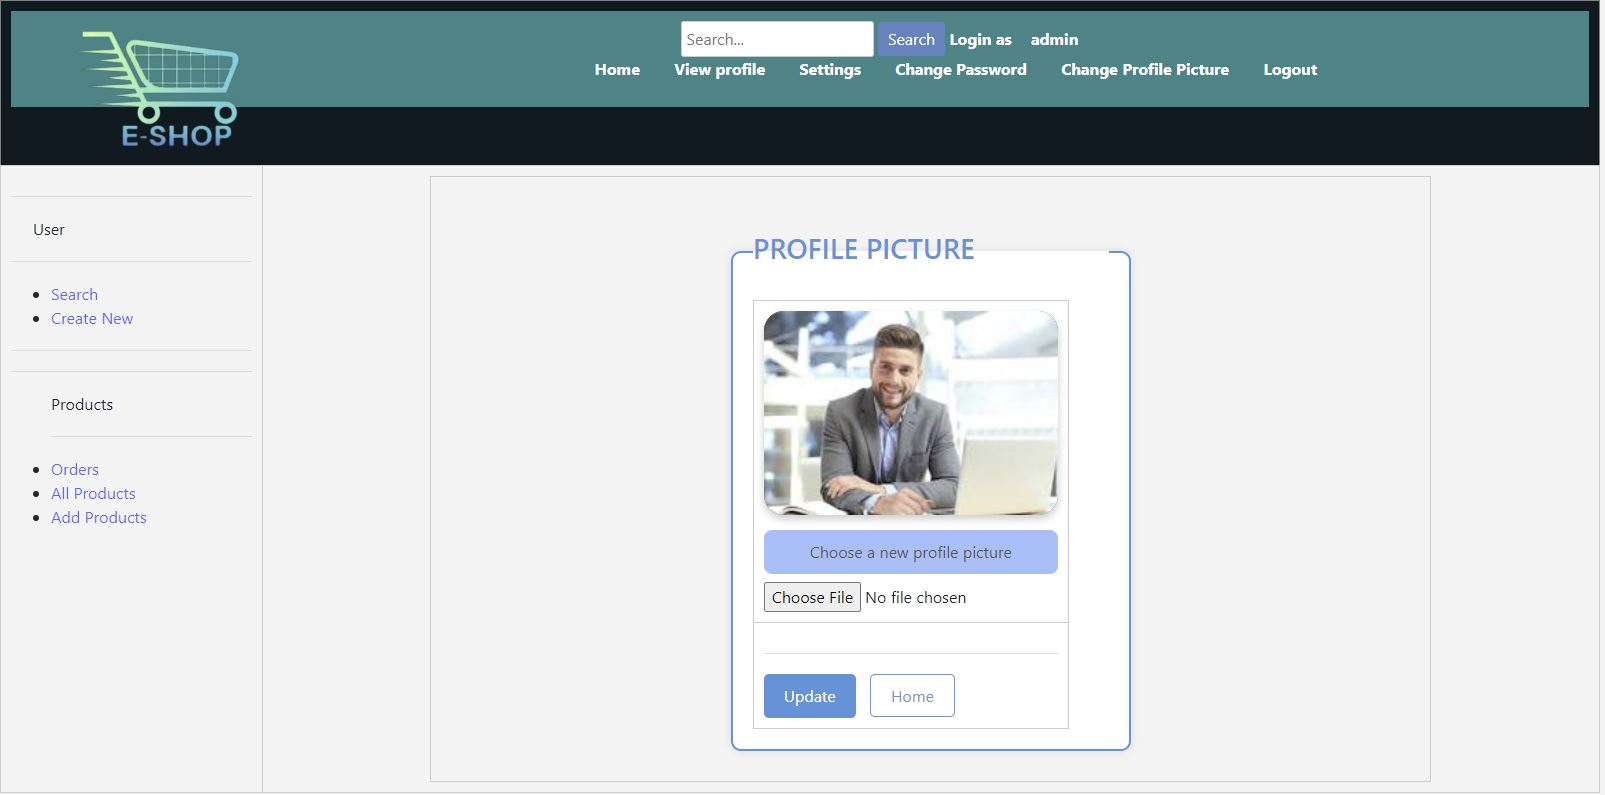 E-SHOP
Search... Search Login as admin
Home View profile Settings Change Password Change Profile Picture Logout
User
Search
Create New
Products
Orders
All Products
Add Products
PROFILE PICTURE
Choose a new profile picture
Choose File No file chosen
Update Home